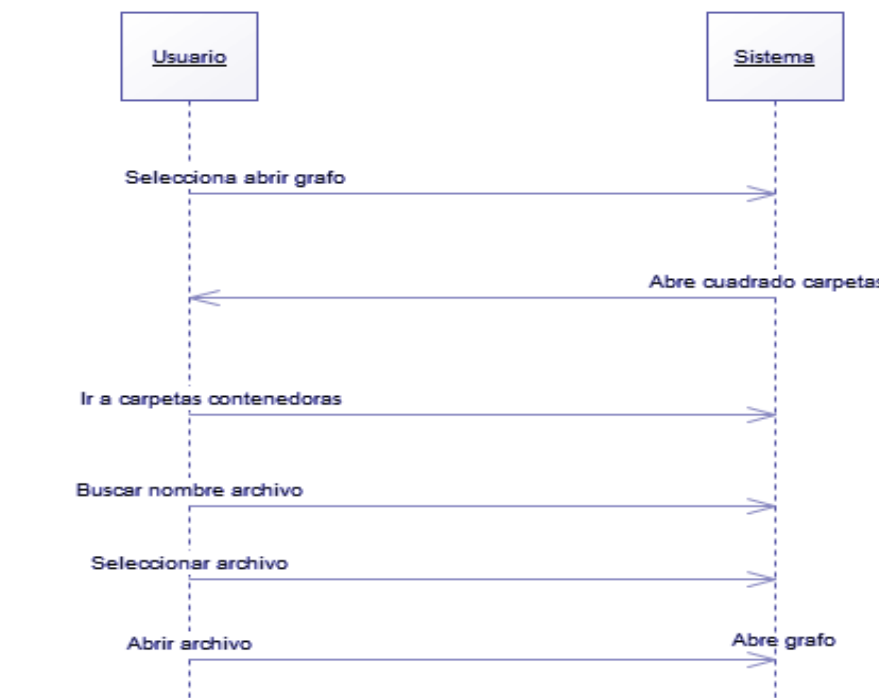 Usuario
Sistema
Selecciona abrir grafo
Abre cuadrado carpetas
Ir a carpetas contenedoras
Buscar nombre archivo
Seleccionar archivo
Abrir archivo
Abre grafo